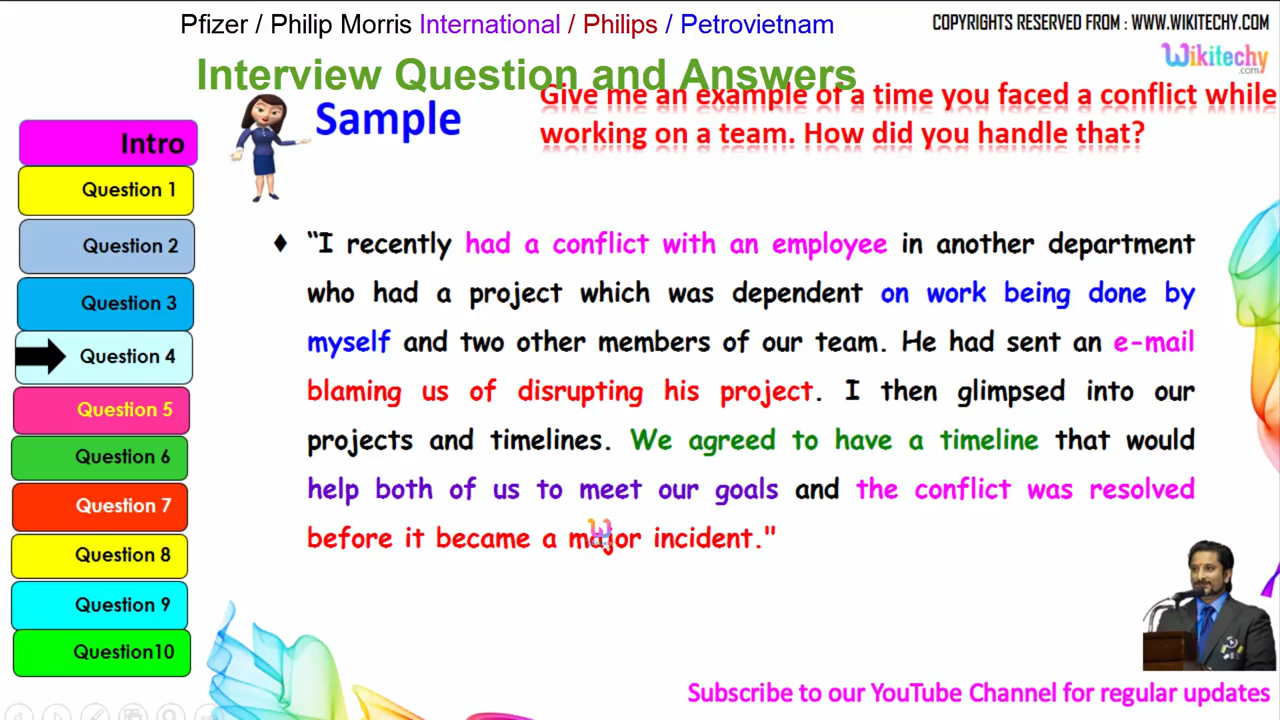 Pfizer / Philip Morris International / Philips / Petrovietnam
COPYRIGHTS RESERVED FROM : WWW.WIKITECHY.COM
Wikitechy
.com
Interview Question and Answers
Sample
Give me an example of a time you faced a conflict while
working on a team. How did you handle that?
Intro
Question 1
Question 2
Question 3
Question 4
Question 5
Question 6
Question 7
Question 8
Question 9
Question10
♦ “I recently had a conflict with an employee in another department
who had a project which was dependent on work being done by
myself and two other members of our team. He had sent an e-mail
blaming us of disrupting his project. I then glimpsed into our
projects and timelines. We agreed to have a timeline that would
help both of us to meet our goals and the conflict was resolved
before it became a major incident."
Subscribe to our YouTube Channel for regular updates